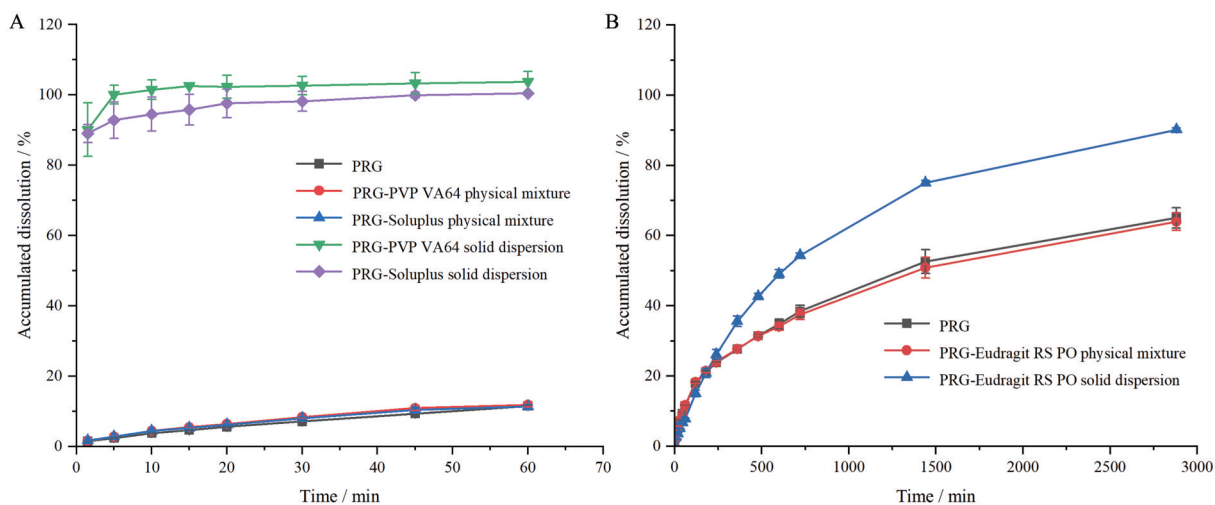 A
Accumulated dissolution / %
120
100
80
60
40
20
0
PRG
PRG-PVP VA64 physical mixture
PRG-Soluplus physical mixture
PRG-PVP VA64 solid dispersion
PRG-Soluplus solid dispersion
0 10 20 30 40 50 60 70
Time / min
B
Accumulated dissolution / %
120
100
80
60
40
20
0
PRG
PRG-Eudragit RS PO physical mixture
PRG-Eudragit RS PO solid dispersion
0 500 1000 1500 2000 2500 3000
Time / min